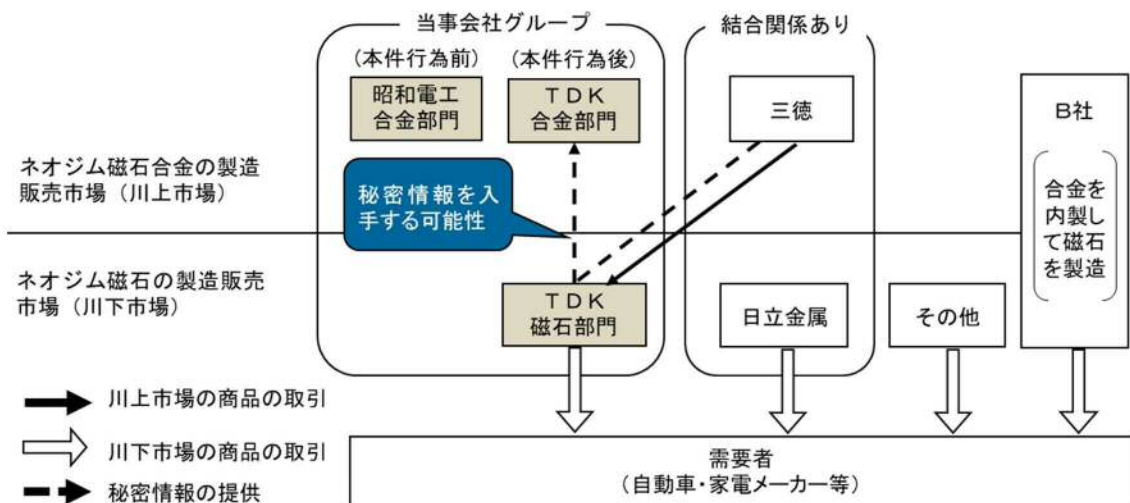 当事会社グループ
結合関係あり
(本件行為前)
(本件行為後)
昭和電工
合金部門
ＴＤＫ
合金部門
三徳
Ｂ社
ネオジム磁石合金の製造
販売市場（川上市場）
秘密情報を入
手する可能性
合金を
内製し
て磁石
を製造
ネオジム磁石の製造販売
市場（川下市場）
ＴＤＫ
磁石部門
日立金属
その他
川上市場の商品の取引
川下市場の商品の取引
秘密情報の提供
需要者
（自動車・家電メーカー等）